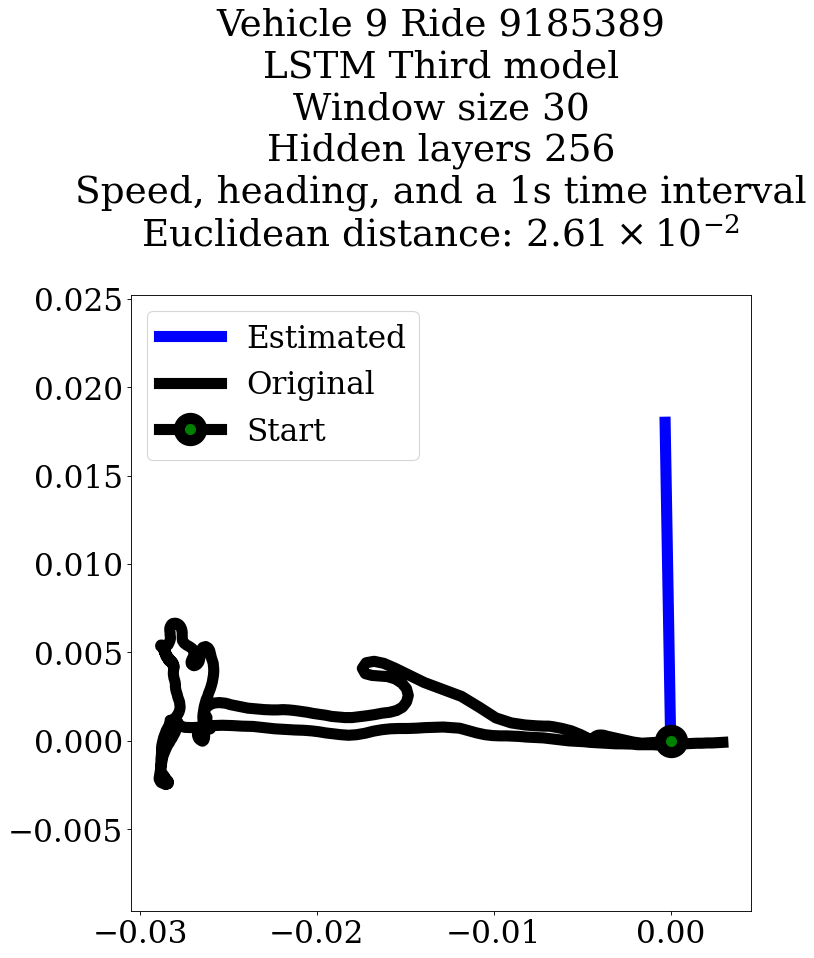 Vehicle 9 Ride 9185389
LSTM Third model
Window size 30
Hidden layers 256
Speed, heading, and a 1s time interval
Euclidean distance: 2.61 × 10⁻²
0.025
Estimated
0.020
Original
Start
0.015
0.010
0.005
0.000
−0.005
−0.03
−0.02
−0.01
0.00